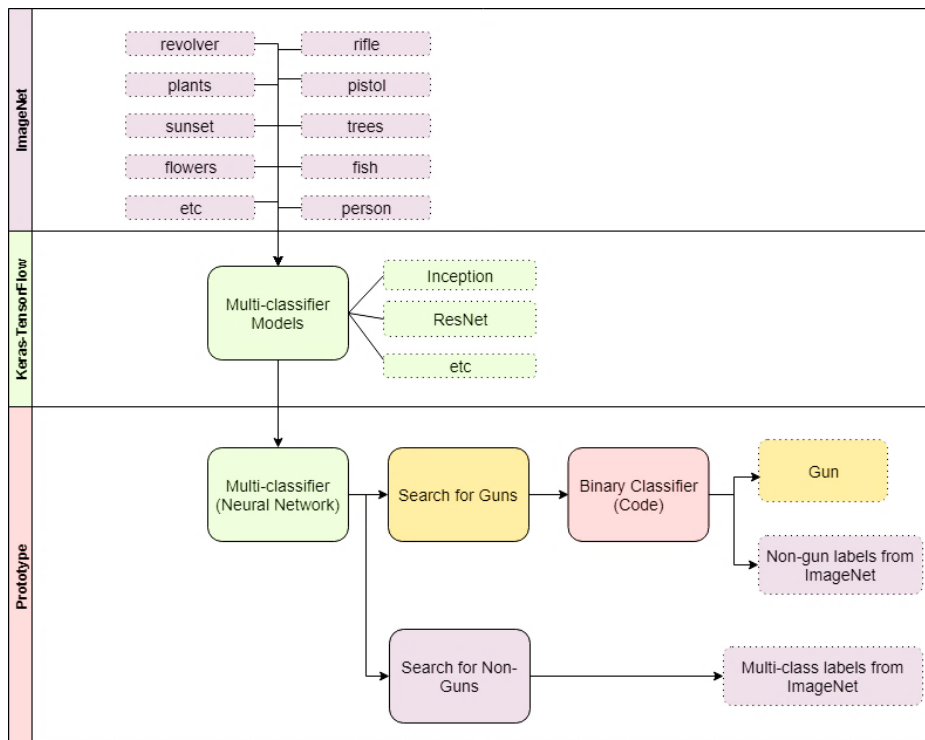 ImageNet
revolver
rifle
plants
pistol
sunset
trees
flowers
fish
etc
person
Keras-TensorFlow
Multi-classifier
Models
Inception
ResNet
etc
Prototype
Multi-classifier
(Neural Network)
Search for Guns
Binary Classifier
(Code)
Gun
Non-gun labels from
ImageNet
Search for Non-
Guns
Multi-class labels from
ImageNet